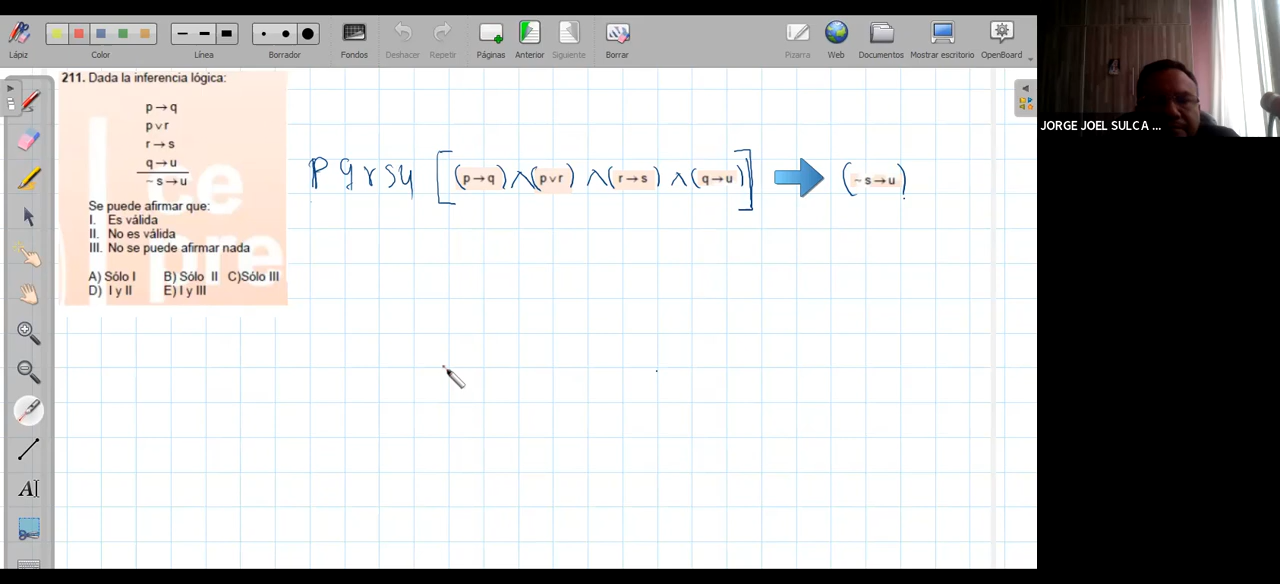 Lápiz Color Línea Borrador Fondos Deshacer Rehacer Páginas Anterior Siguiente Borrar Pizarra Web Documentos Mostrar escritorio OpenBoard
JORGE JOEL SULCA ...
211. Dada la inferencia lógica:
p → q
p ∨ r
r → s
q → u
~ s → u
p q r s u [(p → q) ∧ (p ∨ r) ∧ (r → s) ∧ (q → u)] ➡ (~ s → u)
Se puede afirmar que:
I. Es válida
II. No es válida
III. No se puede afirmar nada
A) Sólo I B) Sólo II C)Sólo III
D) I y II E) I y III
AI